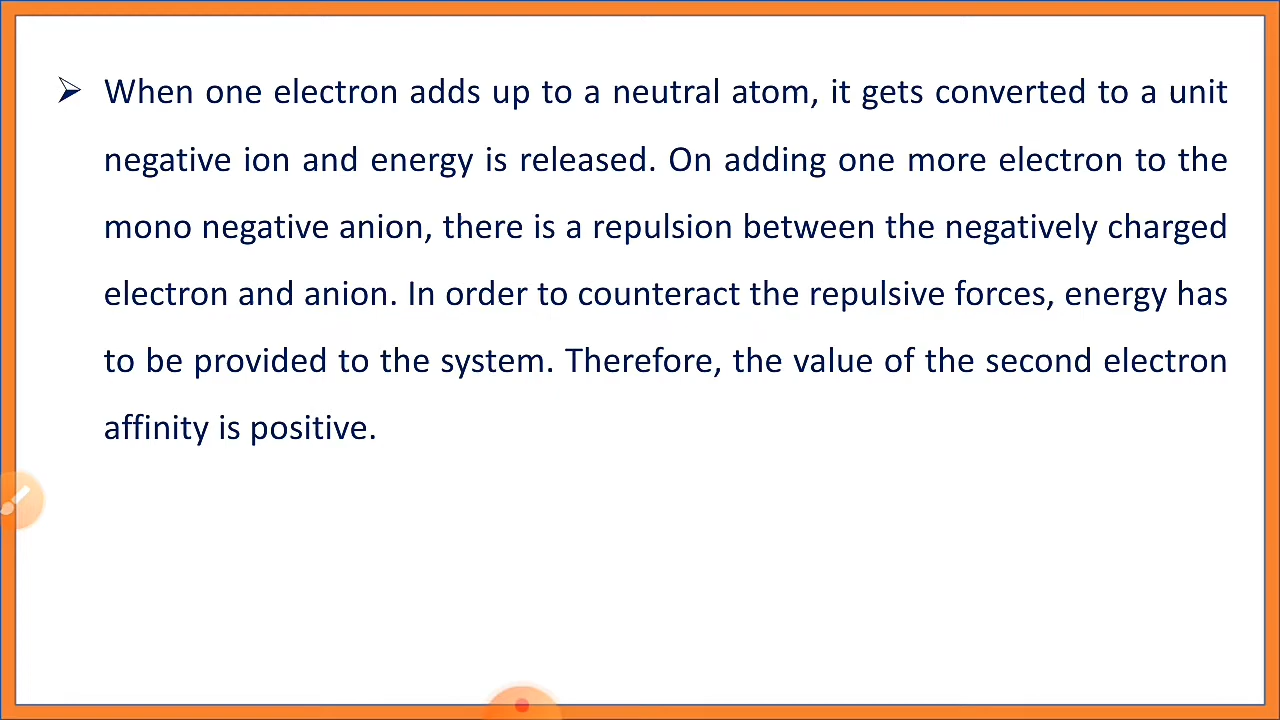 ➢ When one electron adds up to a neutral atom, it gets converted to a unit
negative ion and energy is released. On adding one more electron to the
mono negative anion, there is a repulsion between the negatively charged
electron and anion. In order to counteract the repulsive forces, energy has
to be provided to the system. Therefore, the value of the second electron
affinity is positive.